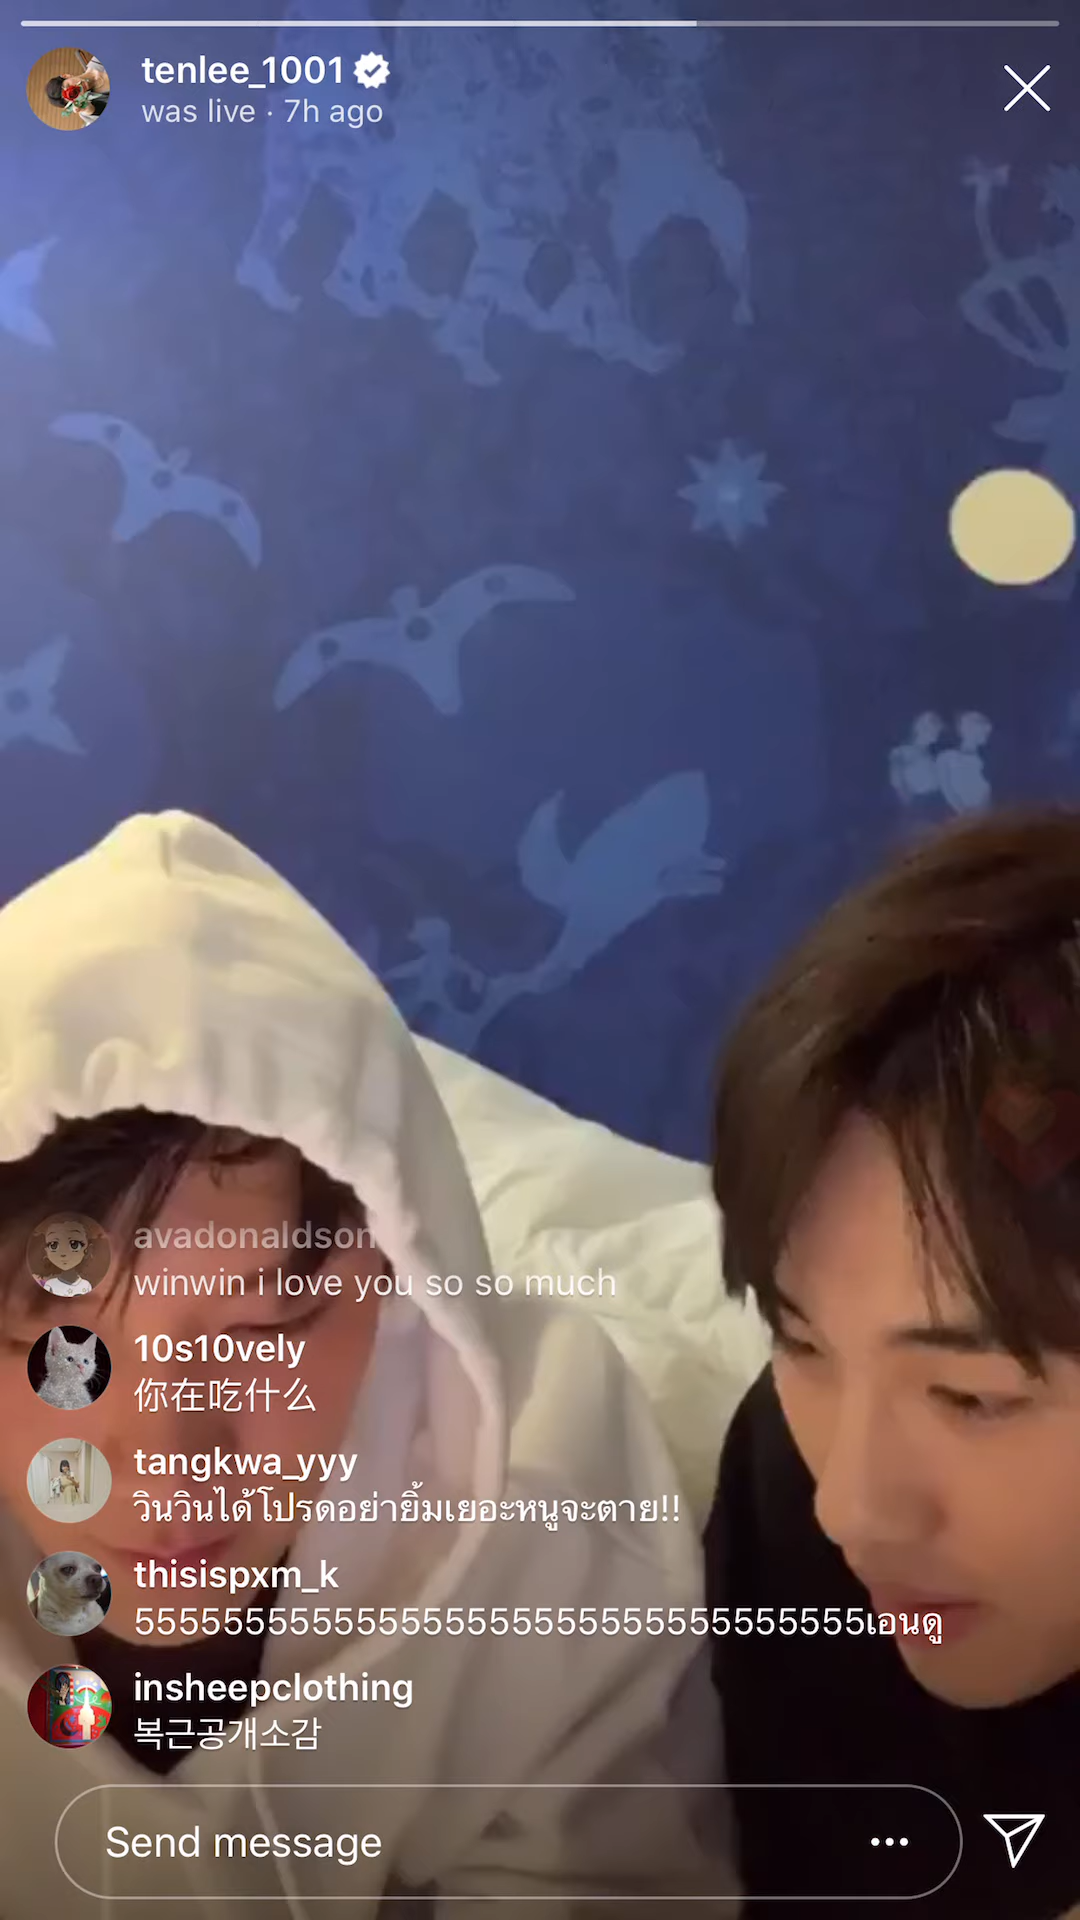 tenlee_1001
was live · 7h ago
avadonaldson
winwin i love you so so much
10s10vely
你在吃什么
tangkwa_yyy
วินวินได้โปรดอย่ายิ้มเยอะหนูจะตาย!!
thisispxm_k
555555555555555555555555555555555เอนดู
insheepclothing
복근공개소감
Send message